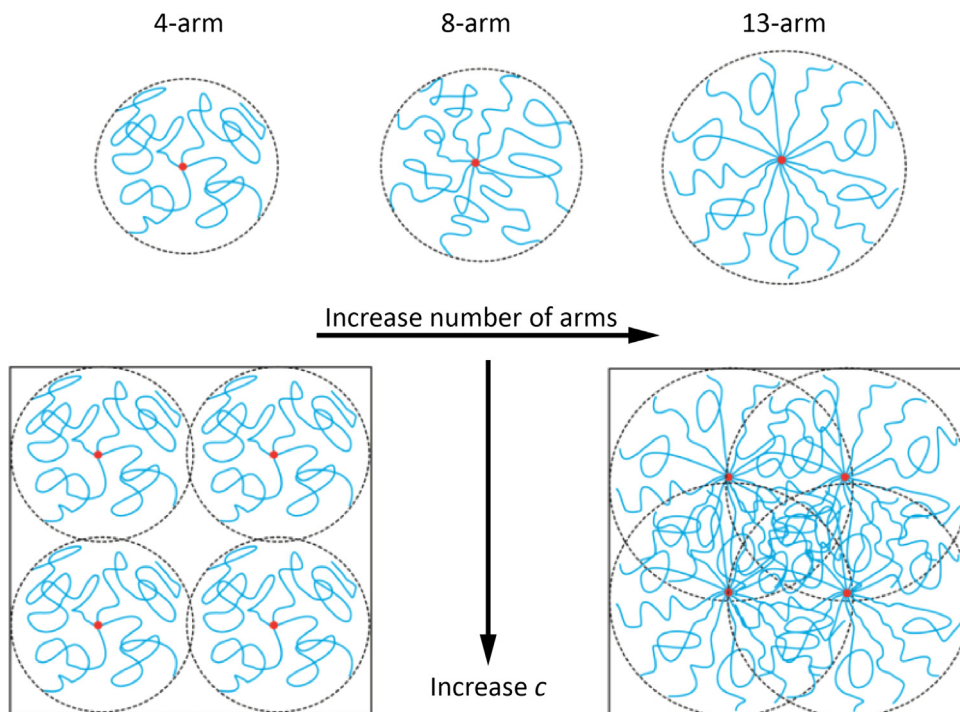 4-arm
8-arm
13-arm
Increase number of arms
Increase c